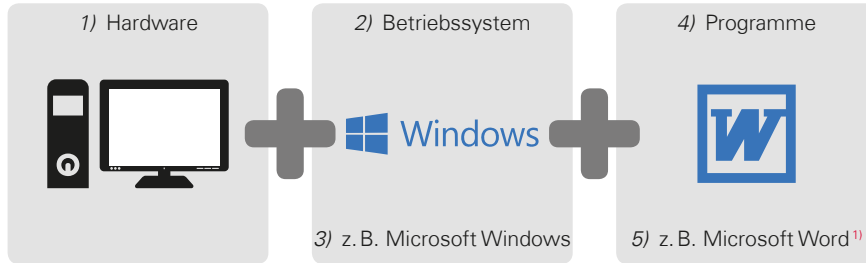 1) Hardware
2) Betriebssystem
4) Programme
Windows
W
3) z. B. Microsoft Windows
5) z. B. Microsoft Word 1)